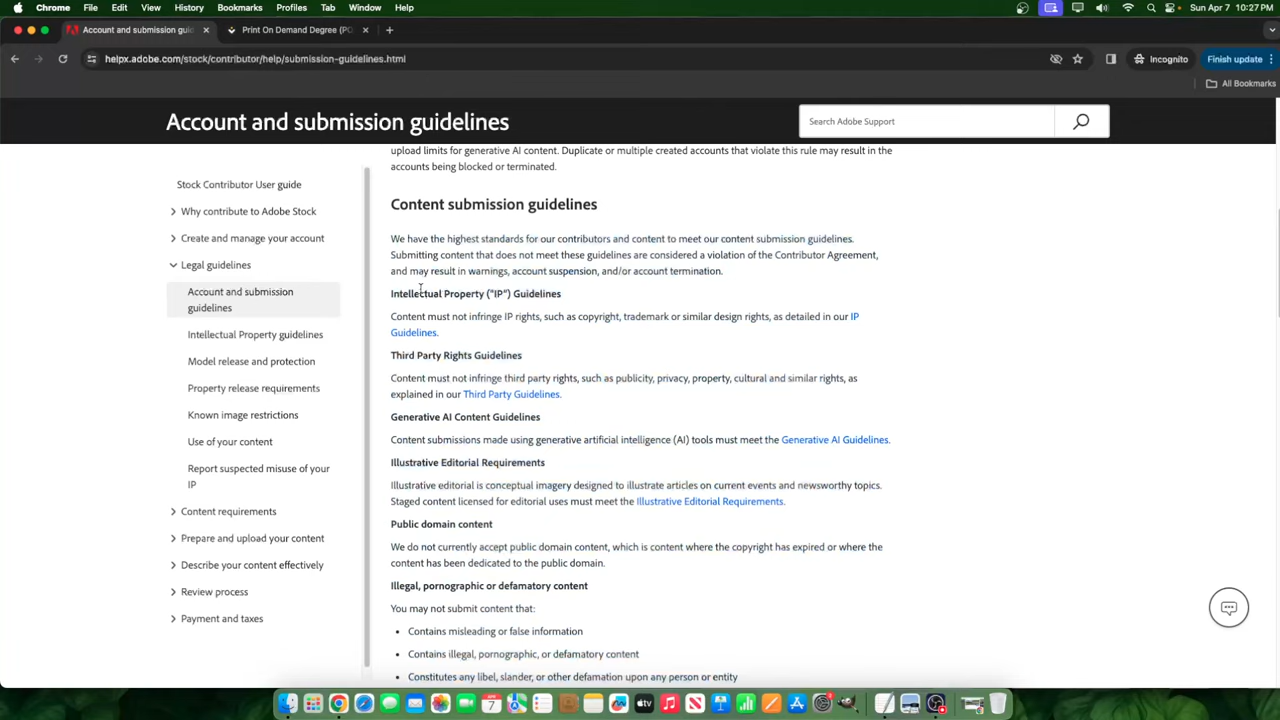 Chrome File Edit View History Bookmarks Profiles Tab Window Help Sun Apr 7 10:27 PM
Account and submission guid Print On Demand Degree (PO
helpx.adobe.com/stock/contributor/help/submission-guidelines.html Incognito Finish update
All Bookmarks
Account and submission guidelines Search Adobe Support
upload limits for generative AI content. Duplicate or multiple created accounts that violate this rule may result in the
accounts being blocked or terminated.
Stock Contributor User guide
Why contribute to Adobe Stock
Create and manage your account
Legal guidelines
Account and submission
guidelines
Intellectual Property guidelines
Model release and protection
Property release requirements
Known image restrictions
Use of your content
Report suspected misuse of your
IP
Content requirements
Prepare and upload your content
Describe your content effectively
Review process
Payment and taxes
Content submission guidelines
We have the highest standards for our contributors and content to meet our content submission guidelines.
Submitting content that does not meet these guidelines are considered a violation of the Contributor Agreement,
and may result in warnings, account suspension, and/or account termination.
Intellectual Property ("IP") Guidelines
Content must not infringe IP rights, such as copyright, trademark or similar design rights, as detailed in our IP
Guidelines.
Third Party Rights Guidelines
Content must not infringe third party rights, such as publicity, privacy, property, cultural and similar rights, as
explained in our Third Party Guidelines.
Generative AI Content Guidelines
Content submissions made using generative artificial intelligence (AI) tools must meet the Generative AI Guidelines.
Illustrative Editorial Requirements
Illustrative editorial is conceptual imagery designed to illustrate articles on current events and newsworthy topics.
Staged content licensed for editorial uses must meet the Illustrative Editorial Requirements.
Public domain content
We do not currently accept public domain content, which is content where the copyright has expired or where the
content has been dedicated to the public domain.
Illegal, pornographic or defamatory content
You may not submit content that:
• Contains misleading or false information
• Contains illegal, pornographic, or defamatory content
• Constitutes any libel, slander, or other defamation upon any person or entity